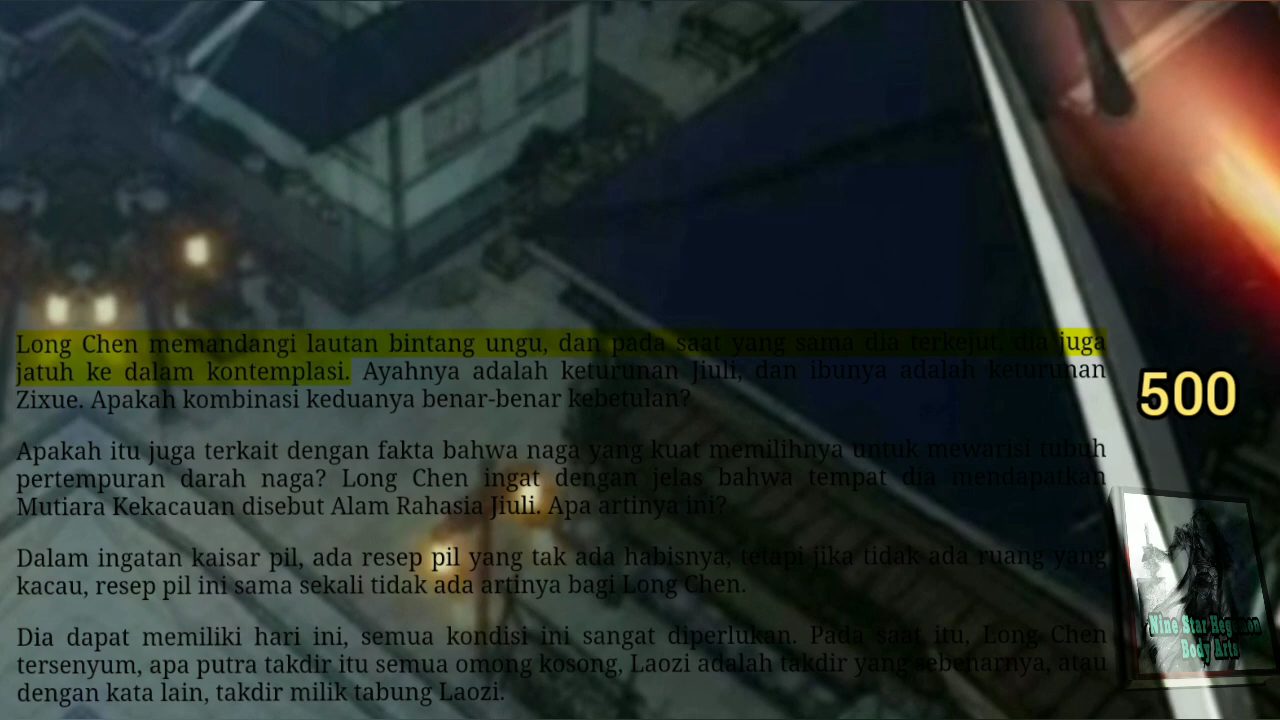 Long Chen memandangi lautan bintang ungu, dan pada saat yang sama dia terkejut, dia juga
jatuh ke dalam kontemplasi. Ayahnya adalah keturunan Jiuli, dan ibunya adalah keturunan
Zixue. Apakah kombinasi keduanya benar-benar kebetulan?
Apakah itu juga terkait dengan fakta bahwa naga yang kuat memilihnya untuk mewarisi tubuh
pertempuran darah naga? Long Chen ingat dengan jelas bahwa tempat dia mendapatkan
Mutiara Kekacauan disebut Alam Rahasia Jiuli. Apa artinya ini?
Dalam ingatan kaisar pil, ada resep pil yang tak ada habisnya, tetapi jika tidak ada ruang yang
kacau, resep pil ini sama sekali tidak ada artinya bagi Long Chen.
Dia dapat memiliki hari ini, semua kondisi ini sangat diperlukan. Pada saat itu, Long Chen
tersenyum, apa putra takdir itu semua omong kosong, Laozi adalah takdir yang sebenarnya, atau
dengan kata lain, takdir milik tabung Laozi.
500
Nine Star Hegemon
Body Arts